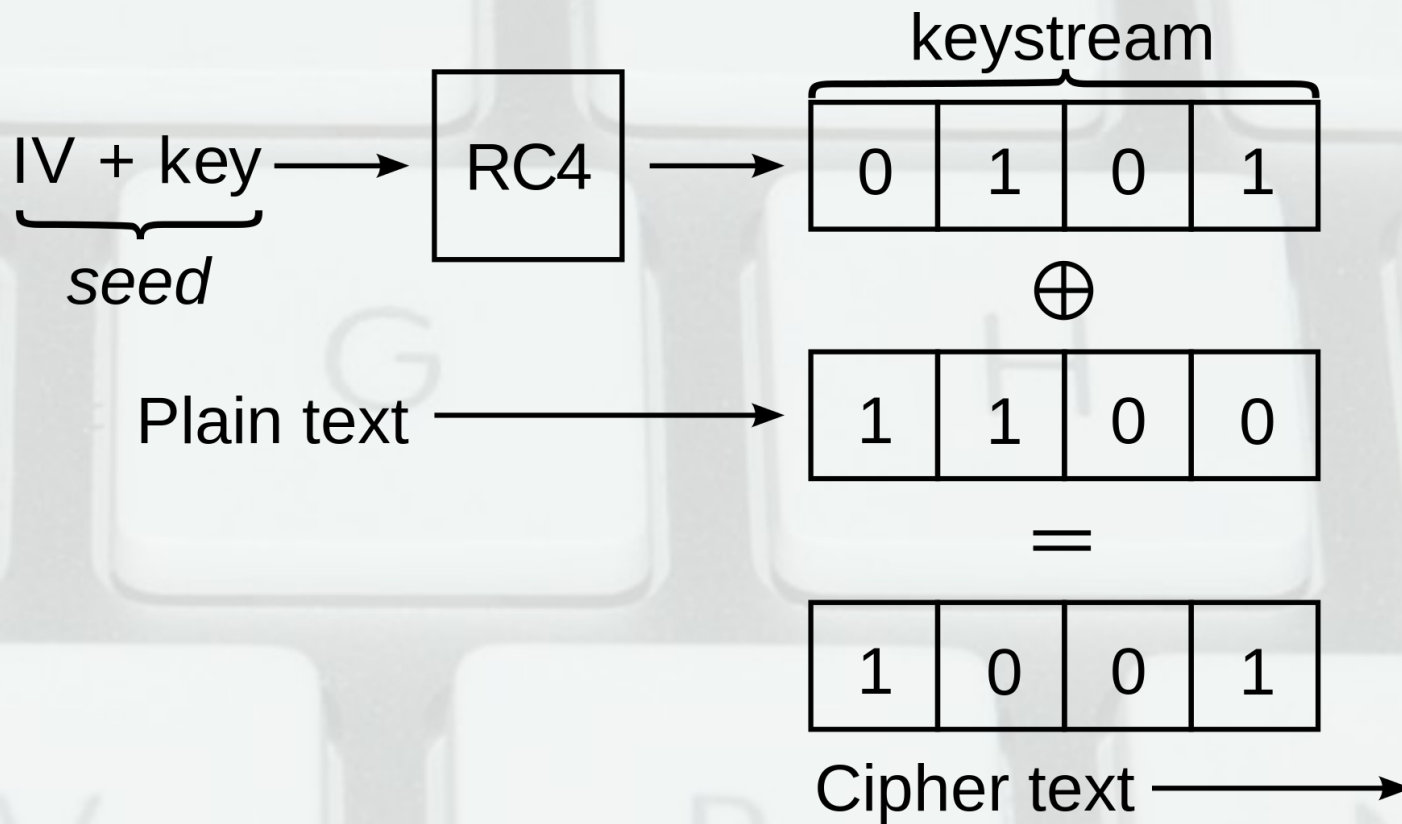 keystream
IV + key
RC4
0 1 0 1
seed
⊕
Plain text
1 1 0 0
=
1 0 0 1
Cipher text
G
H